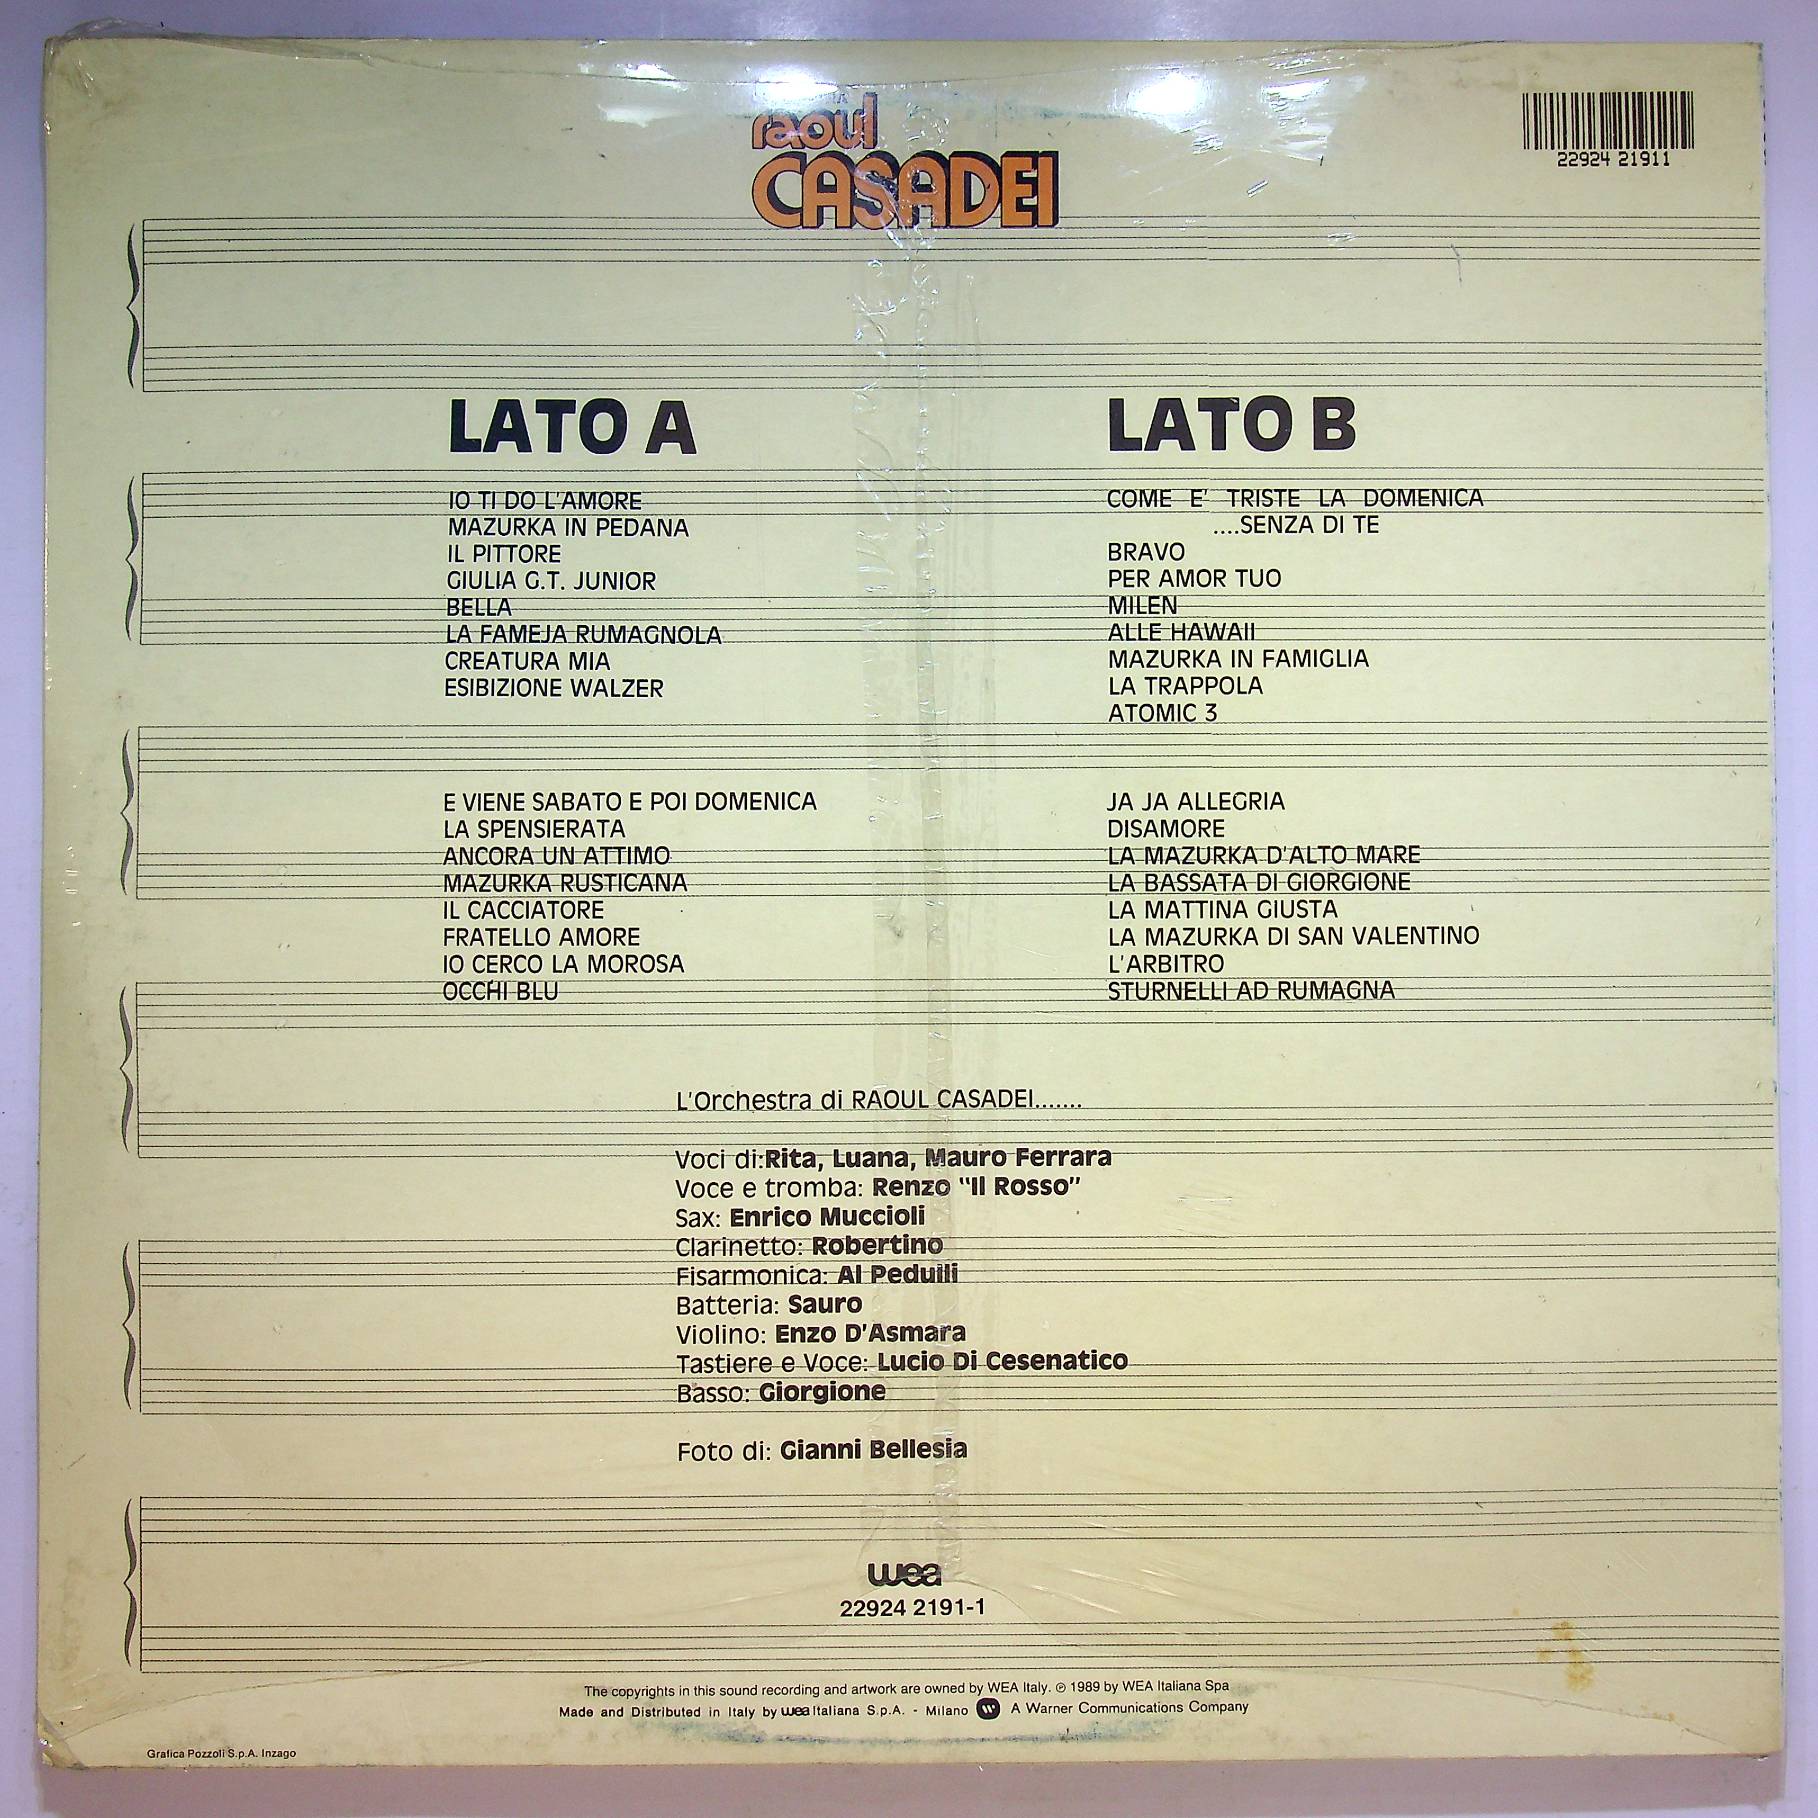 raoul
CASADEI
22924 21911
LATO A
IO TI DO L'AMORE
MAZURKA IN PEDANA
IL PITTORE
GIULIA G.T. JUNIOR
BELLA
LA FAMEJA RUMAGNOLA
CREATURA MIA
ESIBIZIONE WALZER
E VIENE SABATO E POI DOMENICA
LA SPENSIERATA
ANCORA UN ATTIMO
MAZURKA RUSTICANA
IL CACCIATORE
FRATELLO AMORE
IO CERCO LA MOROSA
OCCHI BLU
LATO B
COME E' TRISTE LA DOMENICA
....SENZA DI TE
BRAVO
PER AMOR TUO
MILEN
ALLE HAWAII
MAZURKA IN FAMIGLIA
LA TRAPPOLA
ATOMIC 3
JA JA ALLEGRIA
DISAMORE
LA MAZURKA D'ALTO MARE
LA BASSATA DI GIORGIONE
LA MATTINA GIUSTA
LA MAZURKA DI SAN VALENTINO
L'ARBITRO
STURNELLI AD RUMAGNA
L'Orchestra di RAOUL CASADEI.......
Voci di:Rita, Luana, Mauro Ferrara
Voce e tromba: Renzo "Il Rosso"
Sax: Enrico Muccioli
Clarinetto: Robertino
Fisarmonica: Al Pedulli
Batteria: Sauro
Violino: Enzo D'Asmara
Tastiere e Voce: Lucio Di Cesenatico
Basso: Giorgione
Foto di: Gianni Bellesia
wea
22924 2191-1
The copyrights in this sound recording and artwork are owned by WEA Italy. ℗ 1989 by WEA Italiana Spa
Made and Distributed in Italy by wea Italiana S.p.A. - Milano W A Warner Communications Company
Grafica Pozzoli S.p.A. Inzago